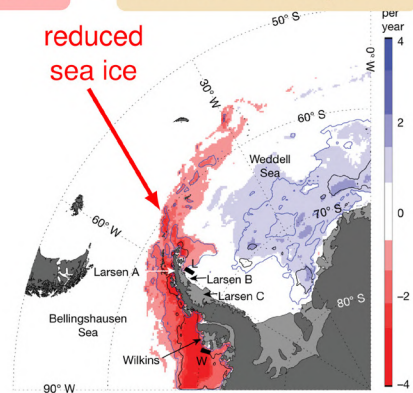 reduced
sea ice
per
year
50° S
0° W
4
30° W
60° S
2
Weddell
Sea
70° S
0
60° W
Larsen A
L
Larsen B
Larsen C
80° S
−2
Bellingshausen
Sea
Wilkins
W
90° W
−4